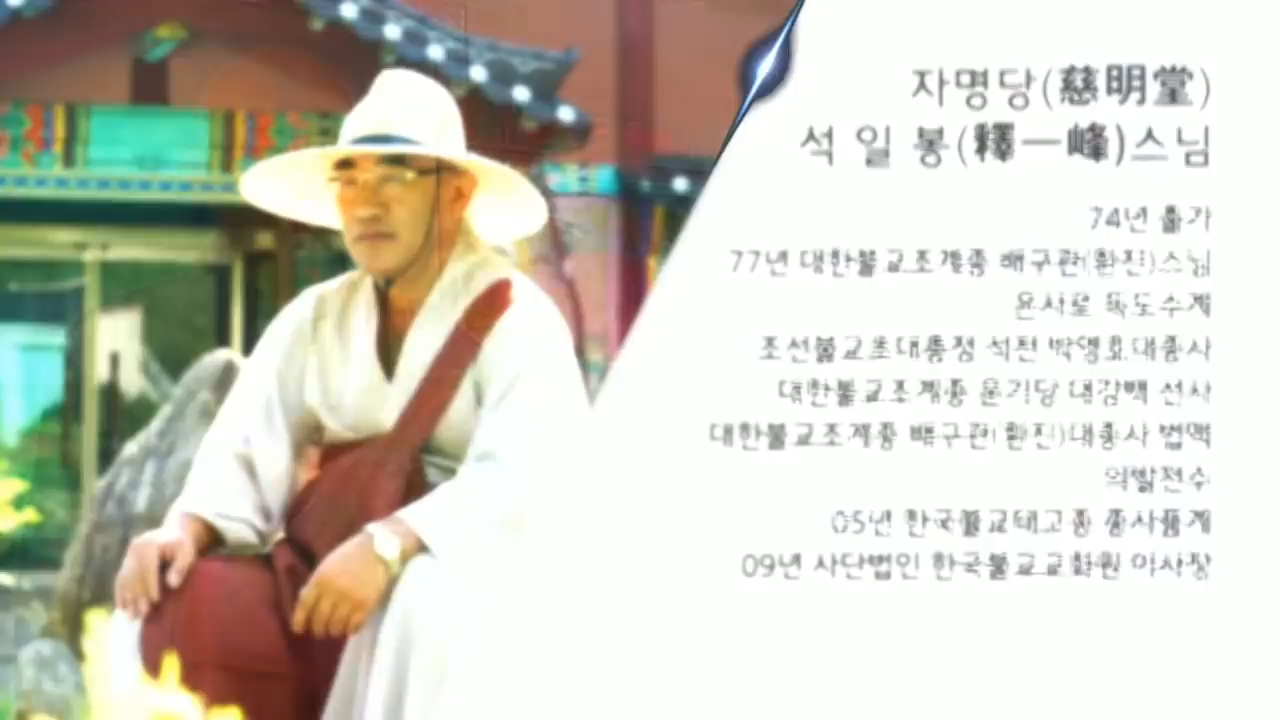 자명당(慈明堂)
석 일 봉(釋一峰)스님
74년 출가
77년 대한불교조계종 배구련(환진)스님
은사로 득도수계
조선불교초대통정 석전 박영호대종사
대한불교조계종 운기당 대강백 선사
대한불교조계종 배구련(환진)대종사 법맥
의발전수
05년 한국불교태고종 종사품계
09년 사단법인 한국불교교화원 이사장